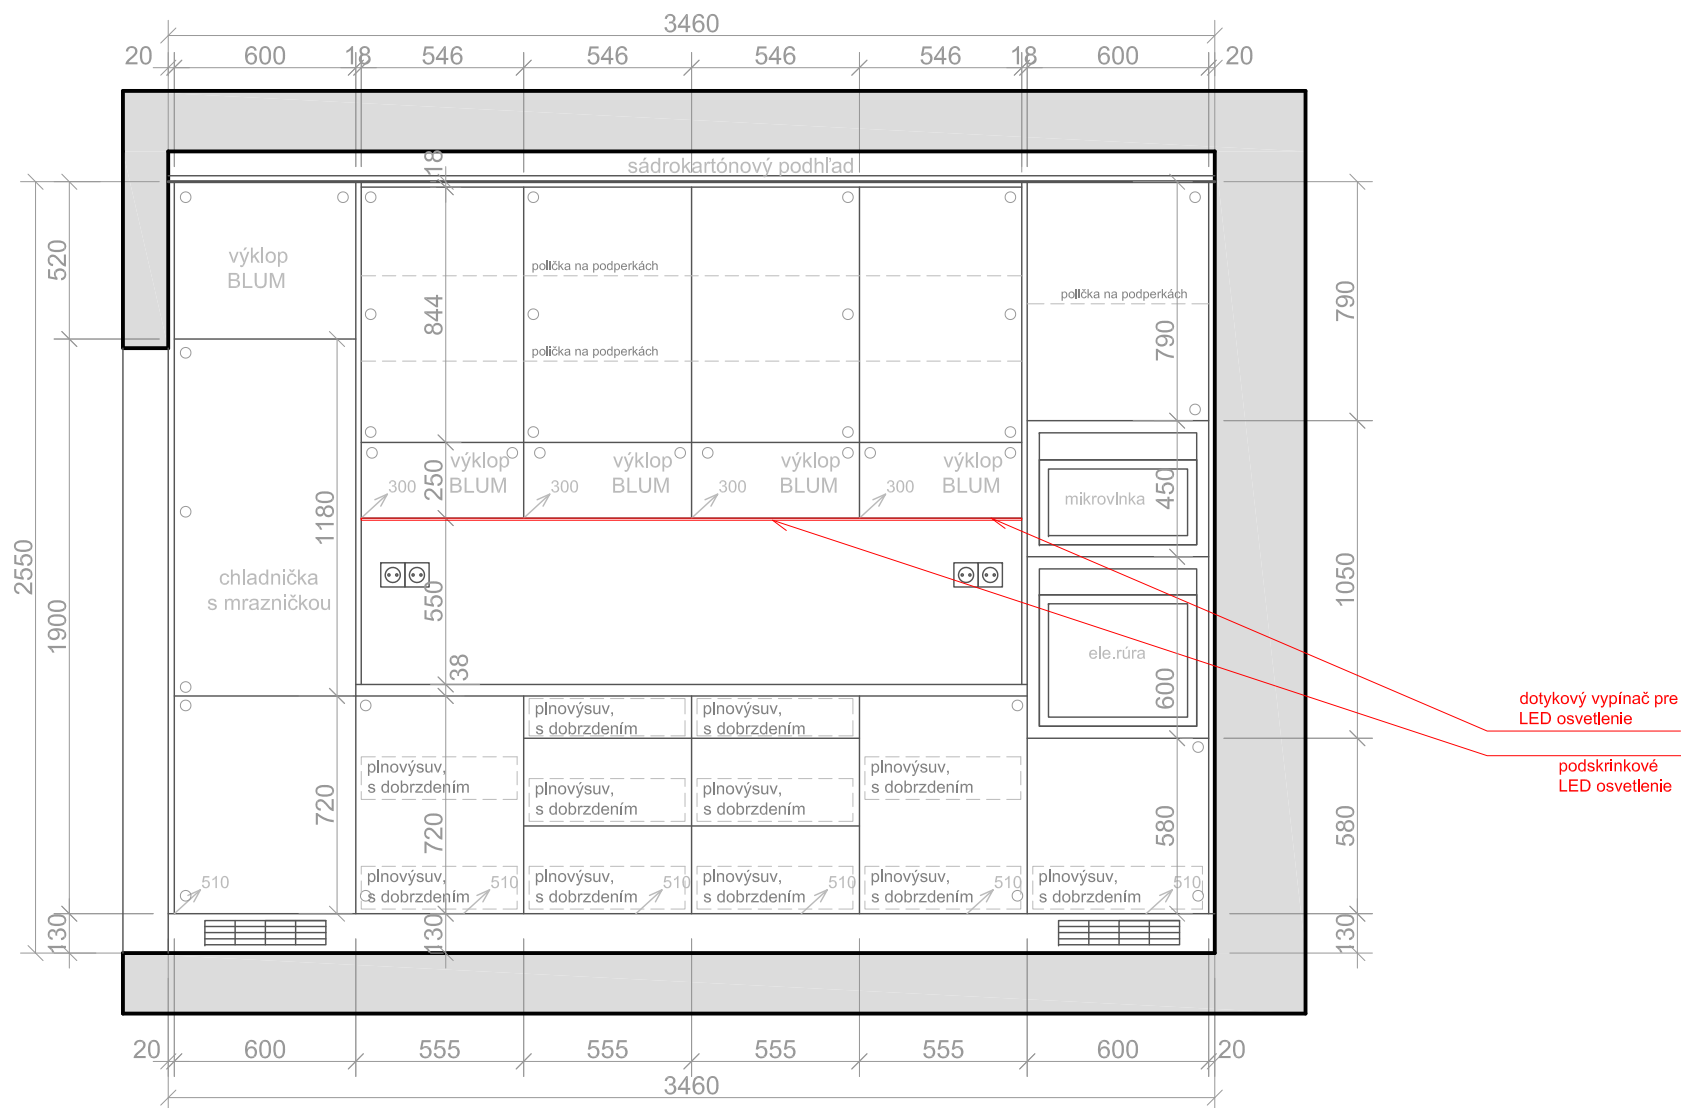 3460
20 600 18 546 546 546 546 18 600 20
sádrokartónový podhľad
18
520
výklop
BLUM
polička na podperkách
polička na podperkách
844
polička na podperkách
790
790
výklop
BLUM
výklop
BLUM
výklop
BLUM
výklop
BLUM
250
300
300
300
300
mikrovlnka
450
1180
2550
1900
chladnička
s mrazničkou
550
1050
38
ele.rúra
600
dotykový vypínač pre
LED osvetlenie
podskrinkové
LED osvetlenie
plnovýsuv,
s dobrzdením
plnovýsuv,
s dobrzdením
plnovýsuv,
s dobrzdením
plnovýsuv,
s dobrzdením
plnovýsuv,
s dobrzdením
plnovýsuv,
s dobrzdením
720
720
580
580
plnovýsuv,
s dobrzdením
plnovýsuv,
s dobrzdením
plnovýsuv,
s dobrzdením
plnovýsuv,
s dobrzdením
plnovýsuv,
s dobrzdením
510
510
510
510
510
510
130
130
130
20 600 555 555 555 555 600 20
3460